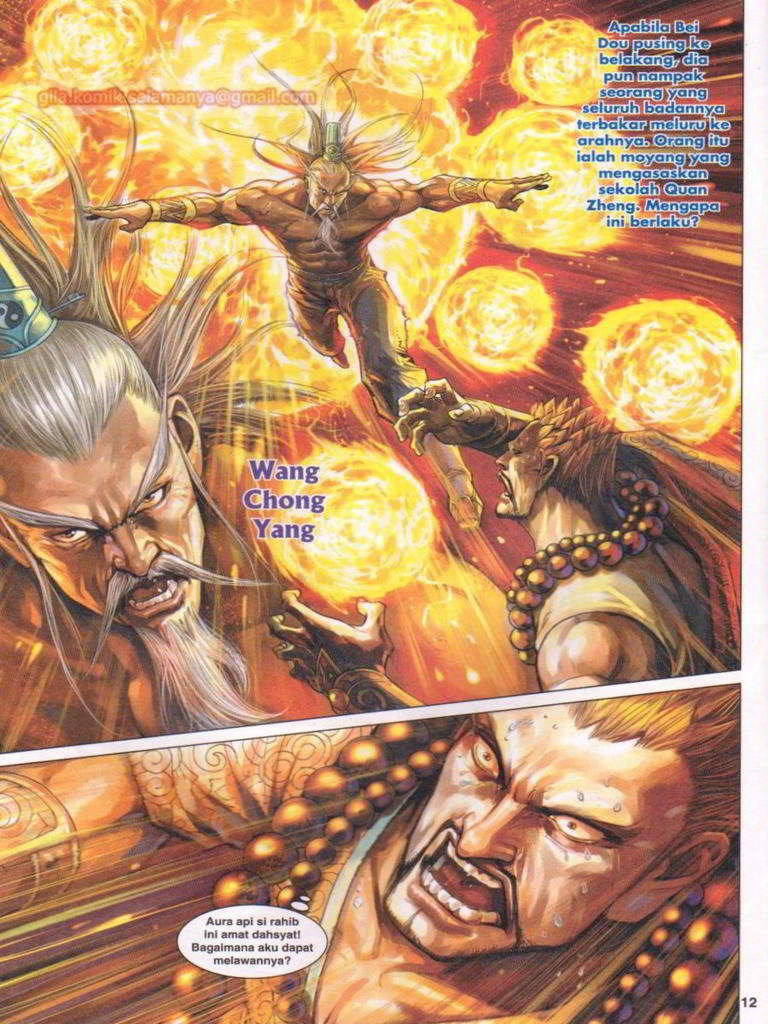 Apabila Bei
Dou pusing ke
belakang, dia
pun nampak
seorang yang
seluruh badannya
terbakar meluru ke
arahnya. Orang itu
ialah moyang yang
mengasaskan
sekolah Quan
Zheng. Mengapa
ini berlaku?
gila.komik.selamanya@gmail.com
Wang
Chong
Yang
Aura api si rahib
ini amat dahsyat!
Bagaimana aku dapat
melawannya?
12